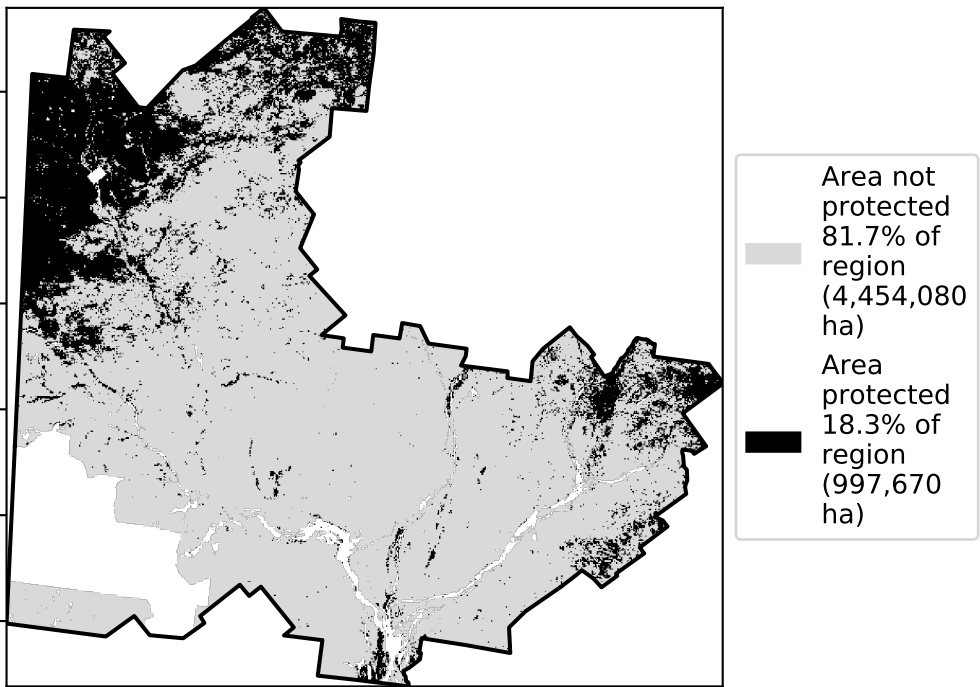 Area not
protected
81.7% of
region
(4,454,080
ha)
Area
protected
18.3% of
region
(997,670
ha)